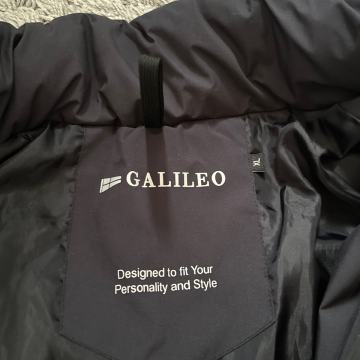 GALILEO
XL
Designed to fit Your
Personality and Style